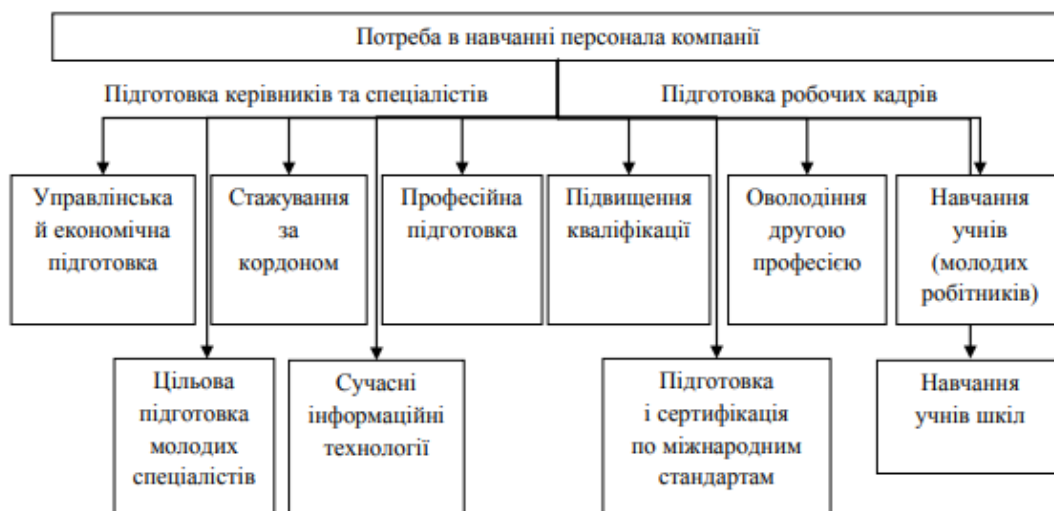 Потреба в навчанні персонала компанії
Підготовка керівників та спеціалістів
Підготовка робочих кадрів
Управлінська
й економічна
підготовка
Стажування
за
кордоном
Професійна
підготовка
Підвищення
кваліфікації
Оволодіння
другою
професією
Навчання
учнів
(молодих
робітників)
Цільова
підготовка
молодих
спеціалістів
Сучасні
інформаційні
технології
Підготовка
і сертифікація
по міжнародним
стандартам
Навчання
учнів шкіл